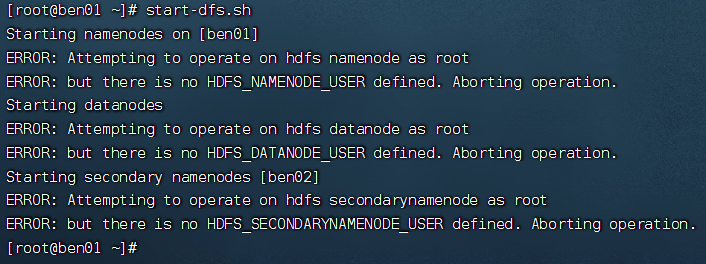 [root@ben01 ~]# start-dfs.sh
Starting namenodes on [ben01]
ERROR: Attempting to operate on hdfs namenode as root
ERROR: but there is no HDFS_NAMENODE_USER defined. Aborting operation.
Starting datanodes
ERROR: Attempting to operate on hdfs datanode as root
ERROR: but there is no HDFS_DATANODE_USER defined. Aborting operation.
Starting secondary namenodes [ben02]
ERROR: Attempting to operate on hdfs secondarynamenode as root
ERROR: but there is no HDFS_SECONDARYNAMENODE_USER defined. Aborting operation.
[root@ben01 ~]#